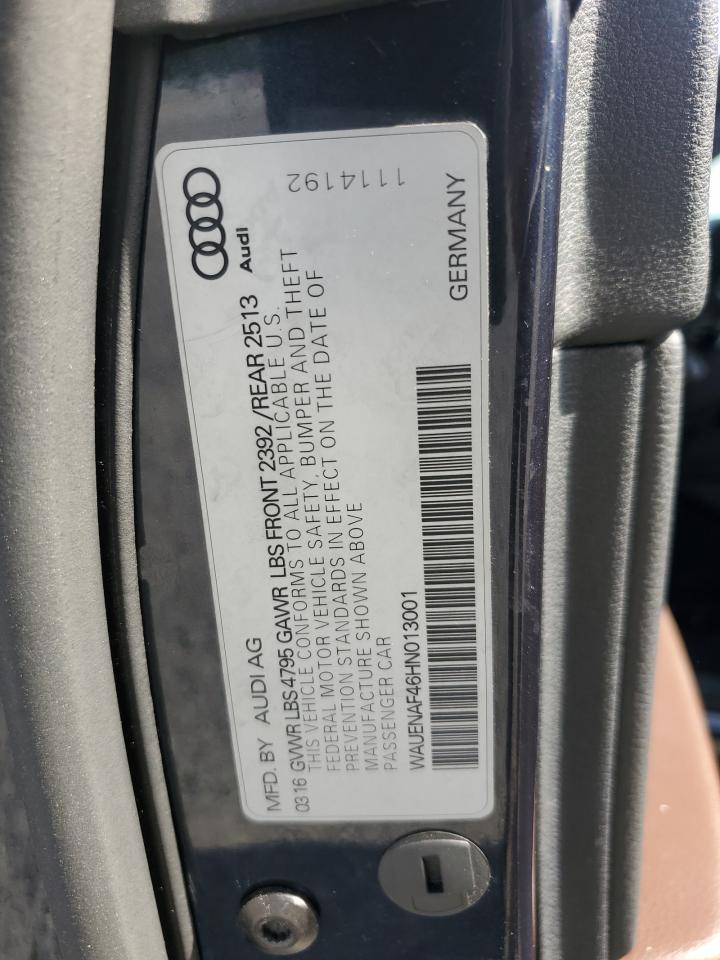 MFD. BY AUDI AG
Audi
0316 GVWR LBS 4795 GAWR LBS FRONT 2392 /REAR 2513
THIS VEHICLE CONFORMS TO ALL APPLICABLE U.S.
FEDERAL MOTOR VEHICLE SAFETY, BUMPER AND THEFT
PREVENTION STANDARDS IN EFFECT ON THE DATE OF
MANUFACTURE SHOWN ABOVE
PASSENGER CAR
1114192
WAUENAF46HN013001
GERMANY